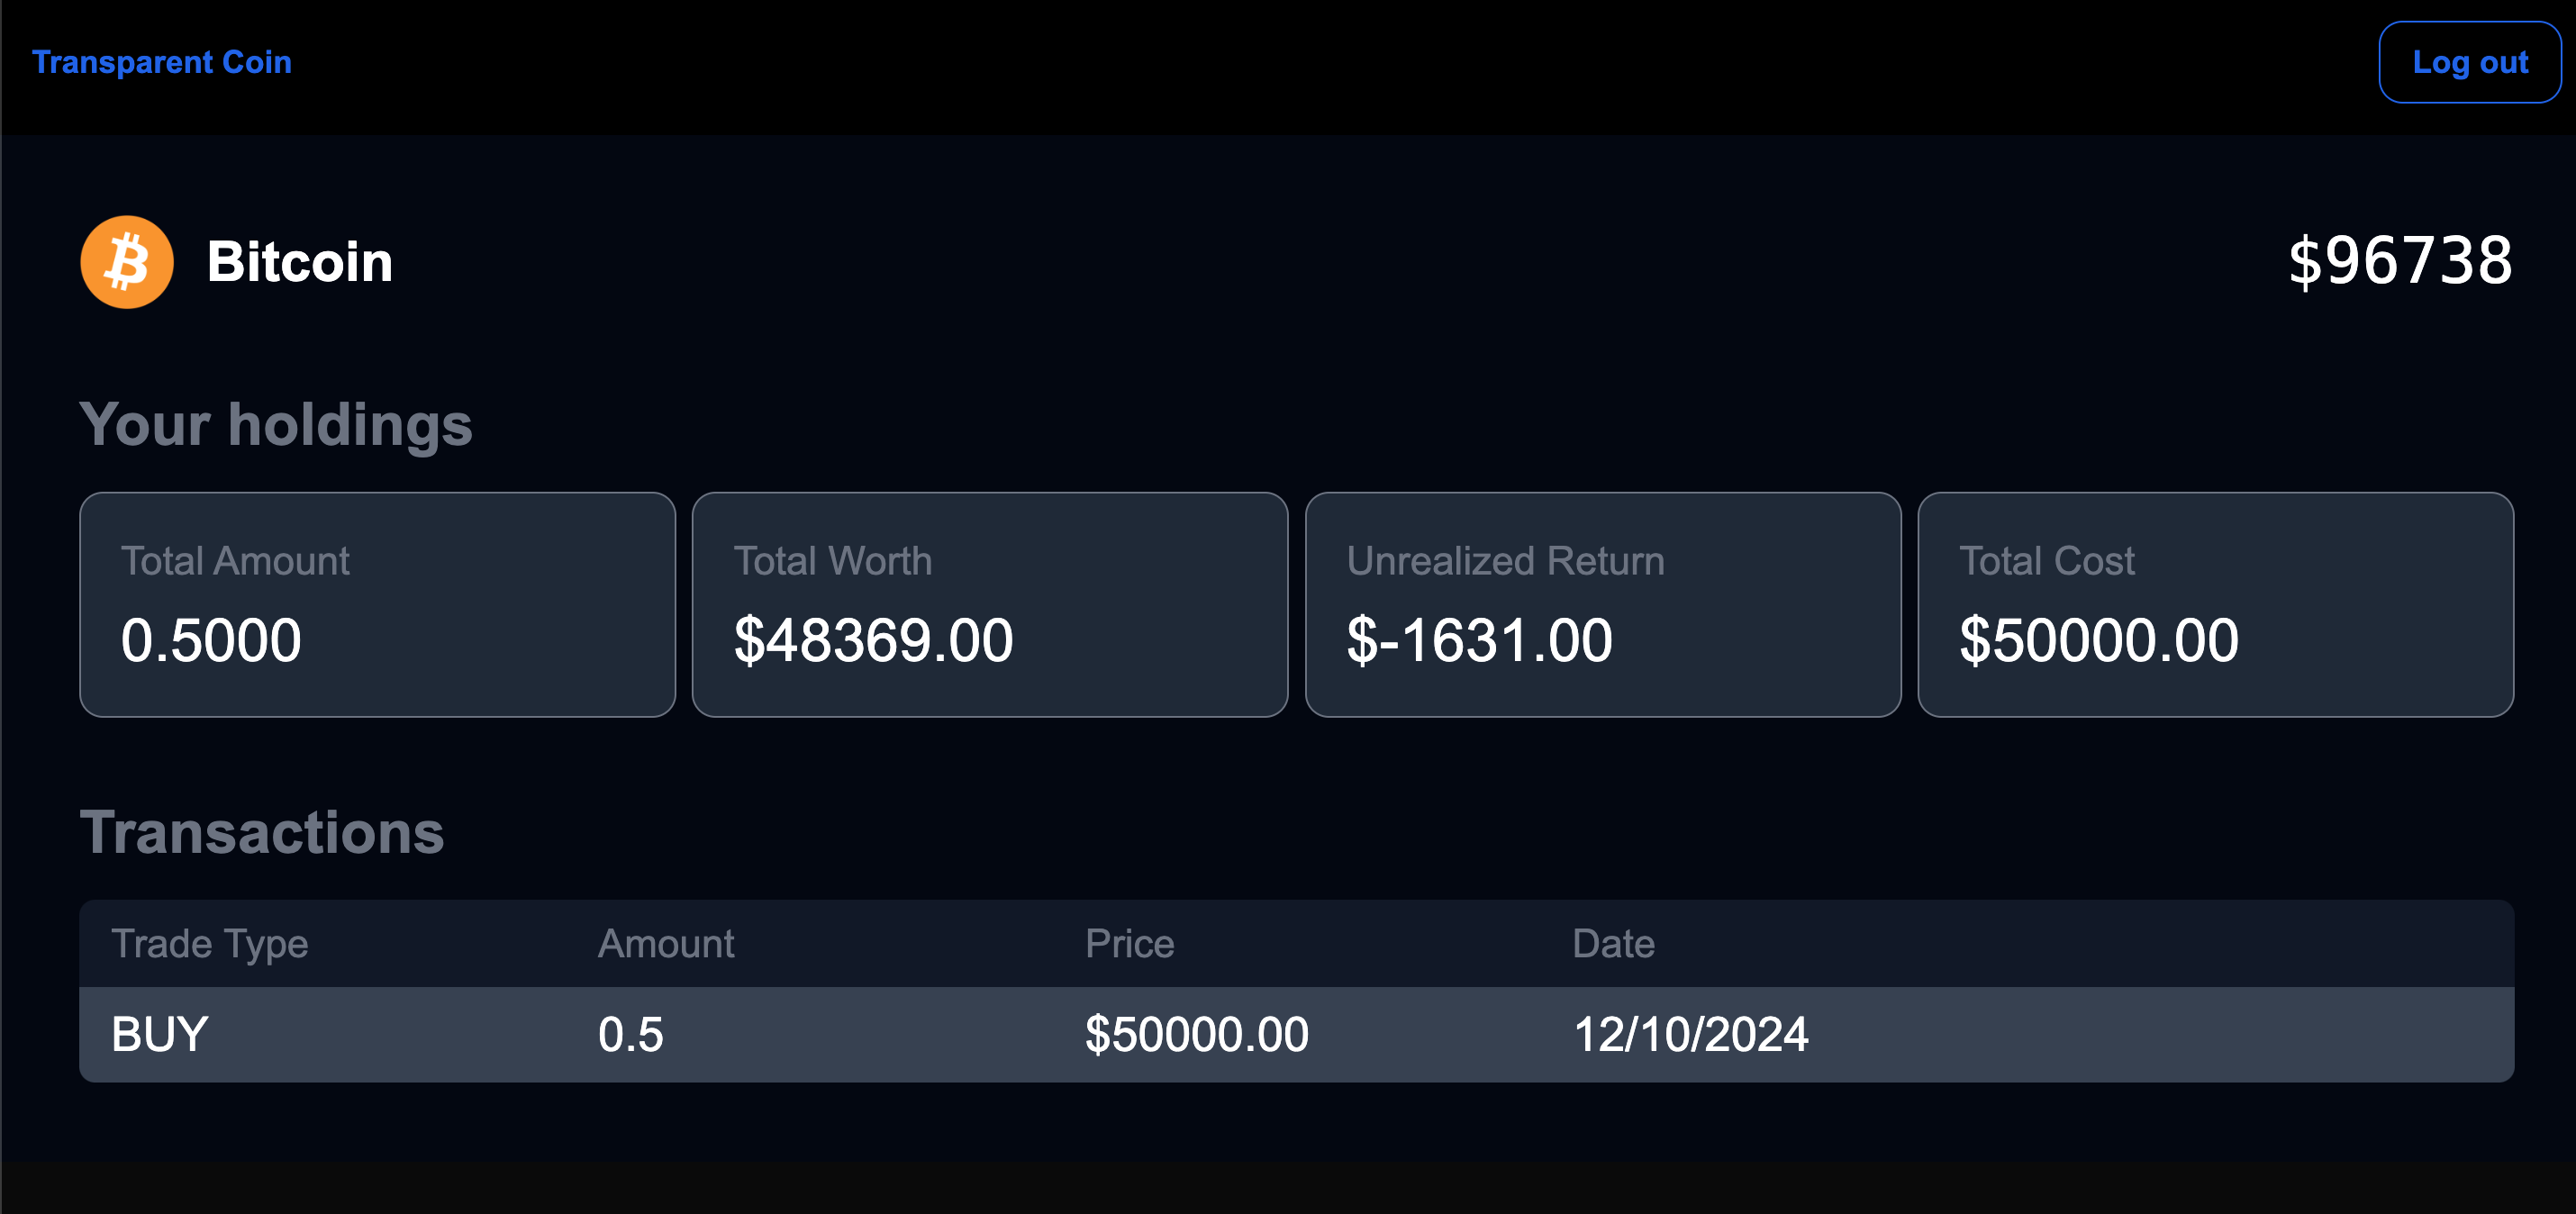 Transparent Coin
Log out
Bitcoin
$96738
Your holdings
Total Amount
0.5000
Total Worth
$48369.00
Unrealized Return
$-1631.00
Total Cost
$50000.00
Transactions
Trade Type Amount Price Date
BUY 0.5 $50000.00 12/10/2024